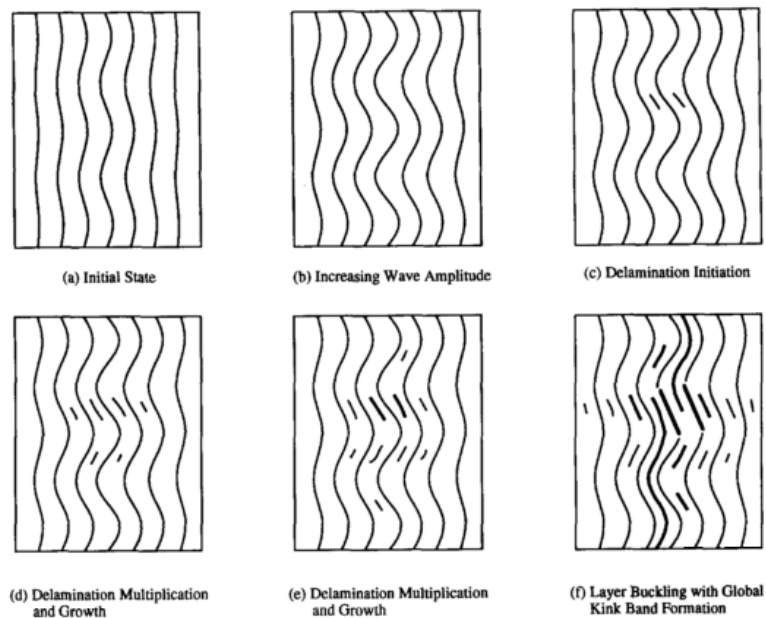 (a) Initial State
(b) Increasing Wave Amplitude
(c) Delamination Initiation
(d) Delamination Multiplication
and Growth
(e) Delamination Multiplication
and Growth
(f) Layer Buckling with Global
Kink Band Formation